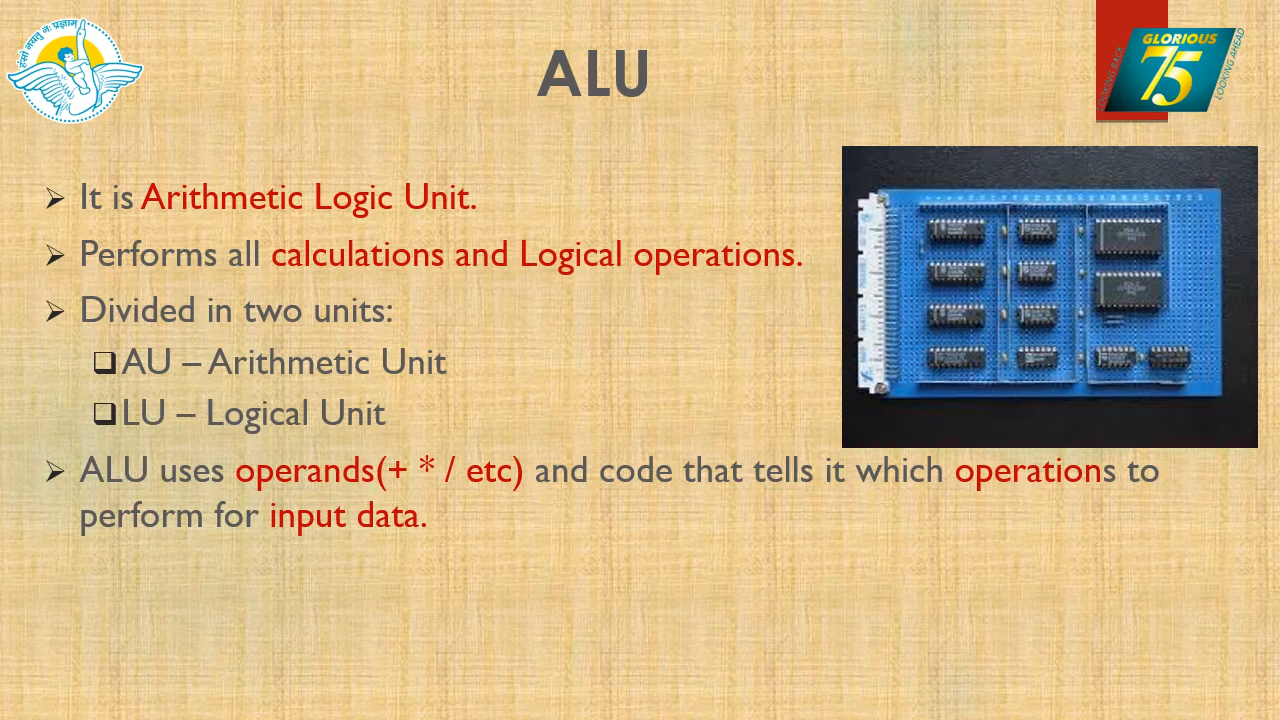 हंसो नयतु नः प्रज्ञाम्
ALU
GLORIOUS
75
LOOKING BACK
LOOKING AHEAD
It is Arithmetic Logic Unit.
Performs all calculations and Logical operations.
Divided in two units:
AU – Arithmetic Unit
LU – Logical Unit
ALU uses operands(+ * / etc) and code that tells it which operations to
perform for input data.